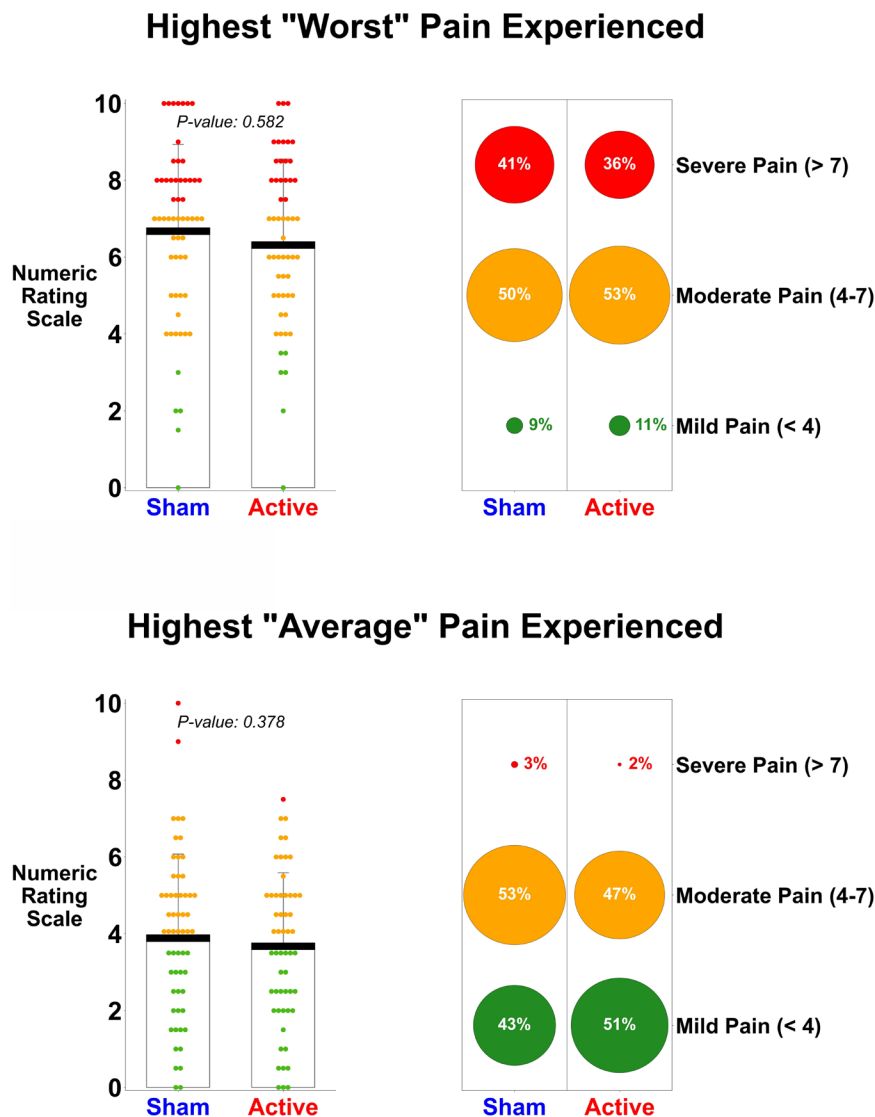 Highest "Worst" Pain Experienced
10
P-value: 0.582
8
6
Numeric
Rating
Scale
4
2
0
Sham
Active
41%
36%
Severe Pain (> 7)
50%
53%
Moderate Pain (4-7)
9%
11%
Mild Pain (< 4)
Sham
Active
Highest "Average" Pain Experienced
10
P-value: 0.378
8
6
Numeric
Rating
Scale
4
2
0
Sham
Active
3%
2%
Severe Pain (> 7)
53%
47%
Moderate Pain (4-7)
43%
51%
Mild Pain (< 4)
Sham
Active